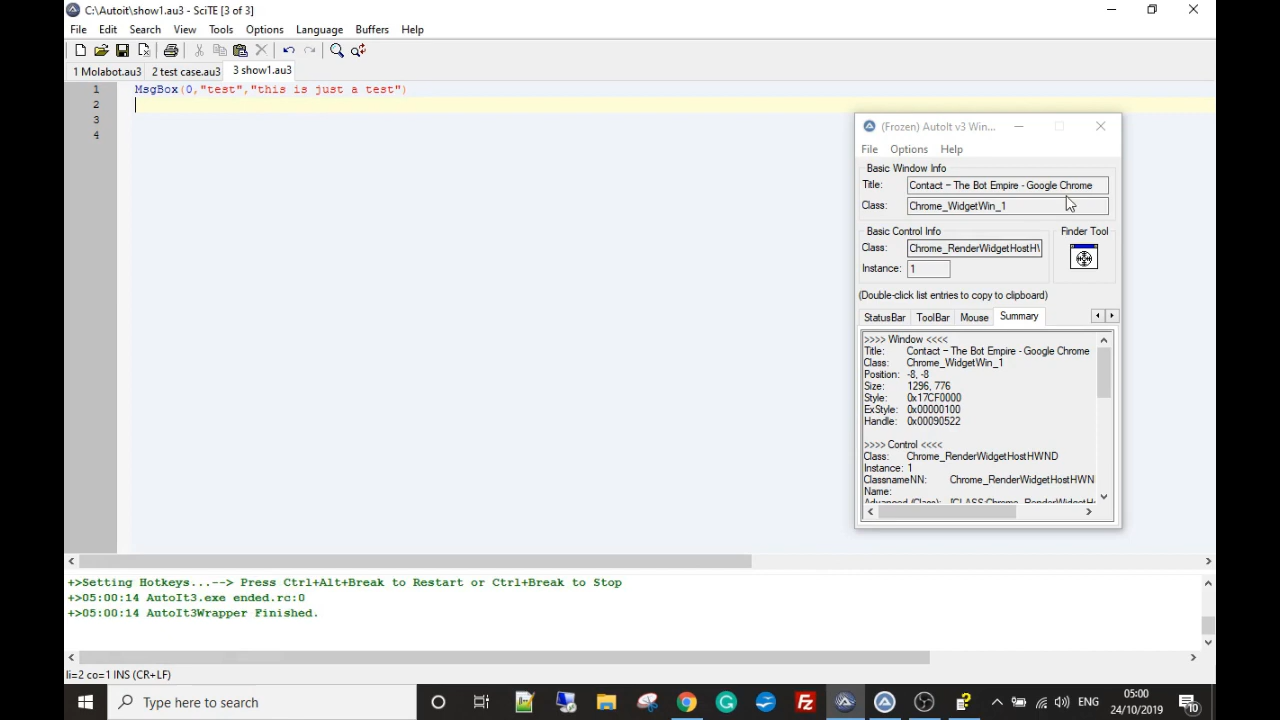 C:\Autoit\show1.au3 - SciTE [3 of 3]
File Edit Search View Tools Options Language Buffers Help
1 Molabot.au3 2 test case.au3 3 show1.au3
1 MsgBox(0,"test","this is just a test")
2
3
4
(Frozen) AutoIt v3 Win...
File Options Help
Basic Window Info
Title: Contact – The Bot Empire - Google Chrome
Class: Chrome_WidgetWin_1
Basic Control Info Finder Tool
Class: Chrome_RenderWidgetHostH\
Instance: 1
(Double-click list entries to copy to clipboard)
StatusBar ToolBar Mouse Summary
>>>> Window <<<<
Title: Contact – The Bot Empire - Google Chrome
Class: Chrome_WidgetWin_1
Position: -8, -8
Size: 1296, 776
Style: 0x17CF0000
ExStyle: 0x00000100
Handle: 0x00090522
>>>> Control <<<<
Class: Chrome_RenderWidgetHostHWND
Instance: 1
ClassnameNN: Chrome_RenderWidgetHostHWN
Name:
Advanced (Class): [CLASS:Chrome_RenderWidgetH
+>Setting Hotkeys...--> Press Ctrl+Alt+Break to Restart or Ctrl+Break to Stop
+>05:00:14 AutoIt3.exe ended.rc:0
+>05:00:14 AutoIt3Wrapper Finished.
li=2 co=1 INS (CR+LF)
Type here to search
ENG
05:00
24/10/2019
10